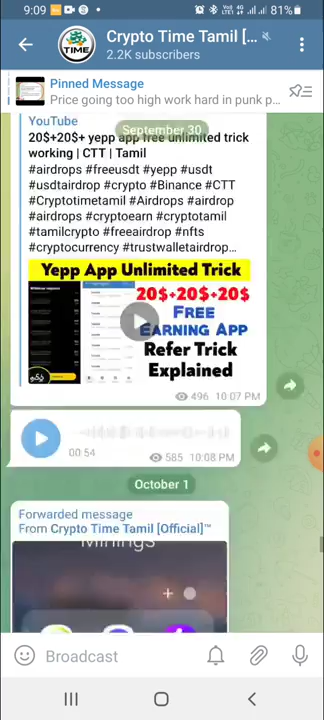 9:09
81%
TIME
Crypto Time Tamil [...
2.2K subscribers
Pinned Message
Price going too high work hard in punk p...
September 30
YouTube
20$+20$+ yepp app free unlimited trick
working | CTT | Tamil
#airdrops #freeusdt #yepp #usdt
#usdtairdrop #crypto #Binance #CTT
#Cryptotimetamil #Airdrops #airdrop
#airdrops #cryptoearn #cryptotamil
#tamilcrypto #freeairdrop #nfts
#cryptocurrency #trustwalletairdrop...
Yepp App Unlimited Trick
20$+20$+20$
FREE
EARNING APP
Refer Trick
Explained
தமிழ்
496 10:07 PM
00:54
585 10:08 PM
October 1
Forwarded message
From Crypto Time Tamil [Official]™
Minings
Broadcast